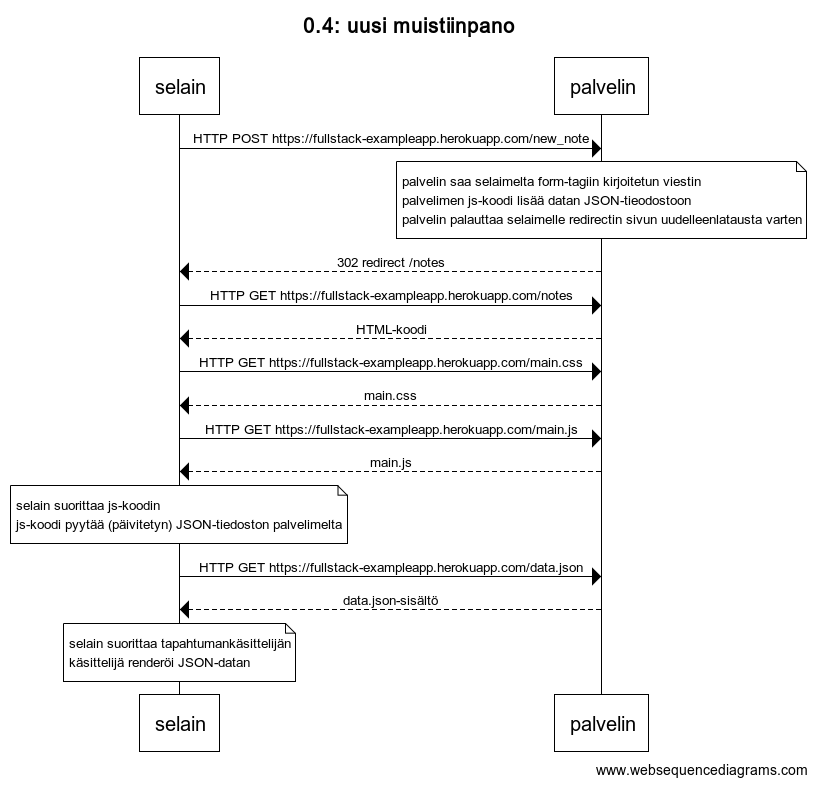 0.4: uusi muistiinpano
selain
palvelin
HTTP POST https://fullstack-exampleapp.herokuapp.com/new_note
palvelin saa selaimelta form-tagiin kirjoitetun viestin
palvelimen js-koodi lisää datan JSON-tieodostoon
palvelin palauttaa selaimelle redirectin sivun uudelleenlatausta varten
302 redirect /notes
HTTP GET https://fullstack-exampleapp.herokuapp.com/notes
HTML-koodi
HTTP GET https://fullstack-exampleapp.herokuapp.com/main.css
main.css
HTTP GET https://fullstack-exampleapp.herokuapp.com/main.js
main.js
selain suorittaa js-koodin
js-koodi pyytää (päivitetyn) JSON-tiedoston palvelimelta
HTTP GET https://fullstack-exampleapp.herokuapp.com/data.json
data.json-sisältö
selain suorittaa tapahtumankäsittelijän
käsittelijä renderöi JSON-datan
selain
palvelin
www.websequencediagrams.com